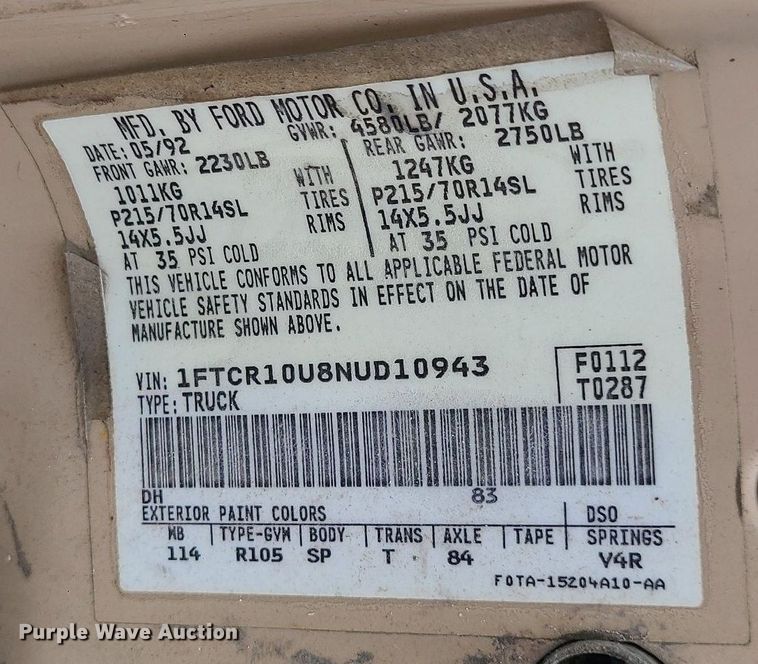 MFD. BY FORD MOTOR CO. IN U.S.A.
DATE: 05/92 GVWR: 4580LB/ 2077KG
FRONT GAWR: 2230LB REAR GAWR: 2750LB
1011KG WITH 1247KG WITH
P215/70R14SL TIRES P215/70R14SL TIRES
14X5.5JJ RIMS 14X5.5JJ RIMS
AT 35 PSI COLD AT 35 PSI COLD
THIS VEHICLE CONFORMS TO ALL APPLICABLE FEDERAL MOTOR
VEHICLE SAFETY STANDARDS IN EFFECT ON THE DATE OF
MANUFACTURE SHOWN ABOVE.
VIN: 1FTCR10U8NUD10943 F0112
TYPE: TRUCK T0287
DH 83
EXTERIOR PAINT COLORS DSO
WB TYPE-GVW BODY TRANS AXLE TAPE SPRINGS
114 R105 SP T 84 V4R
F0TA-15204A10-AA
Purple Wave Auction